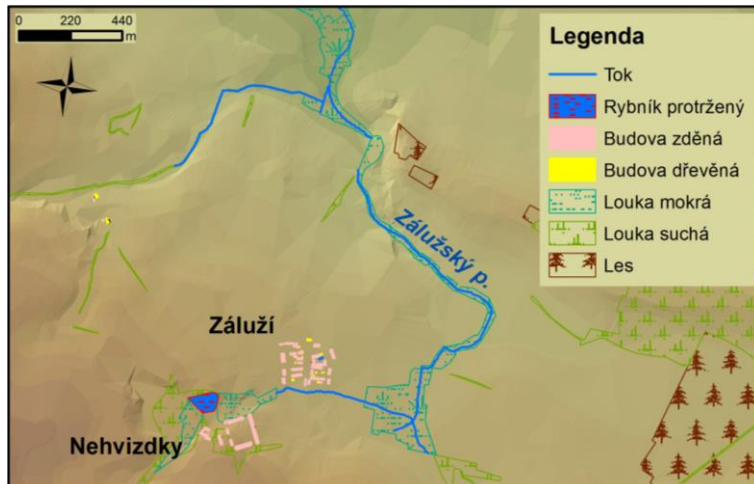 0 220 440
m
Legenda
Tok
Rybník protržený
Budova zděná
Budova dřevěná
Louka mokrá
Louka suchá
Les
Zálužský p.
Záluží
Nehvizdky